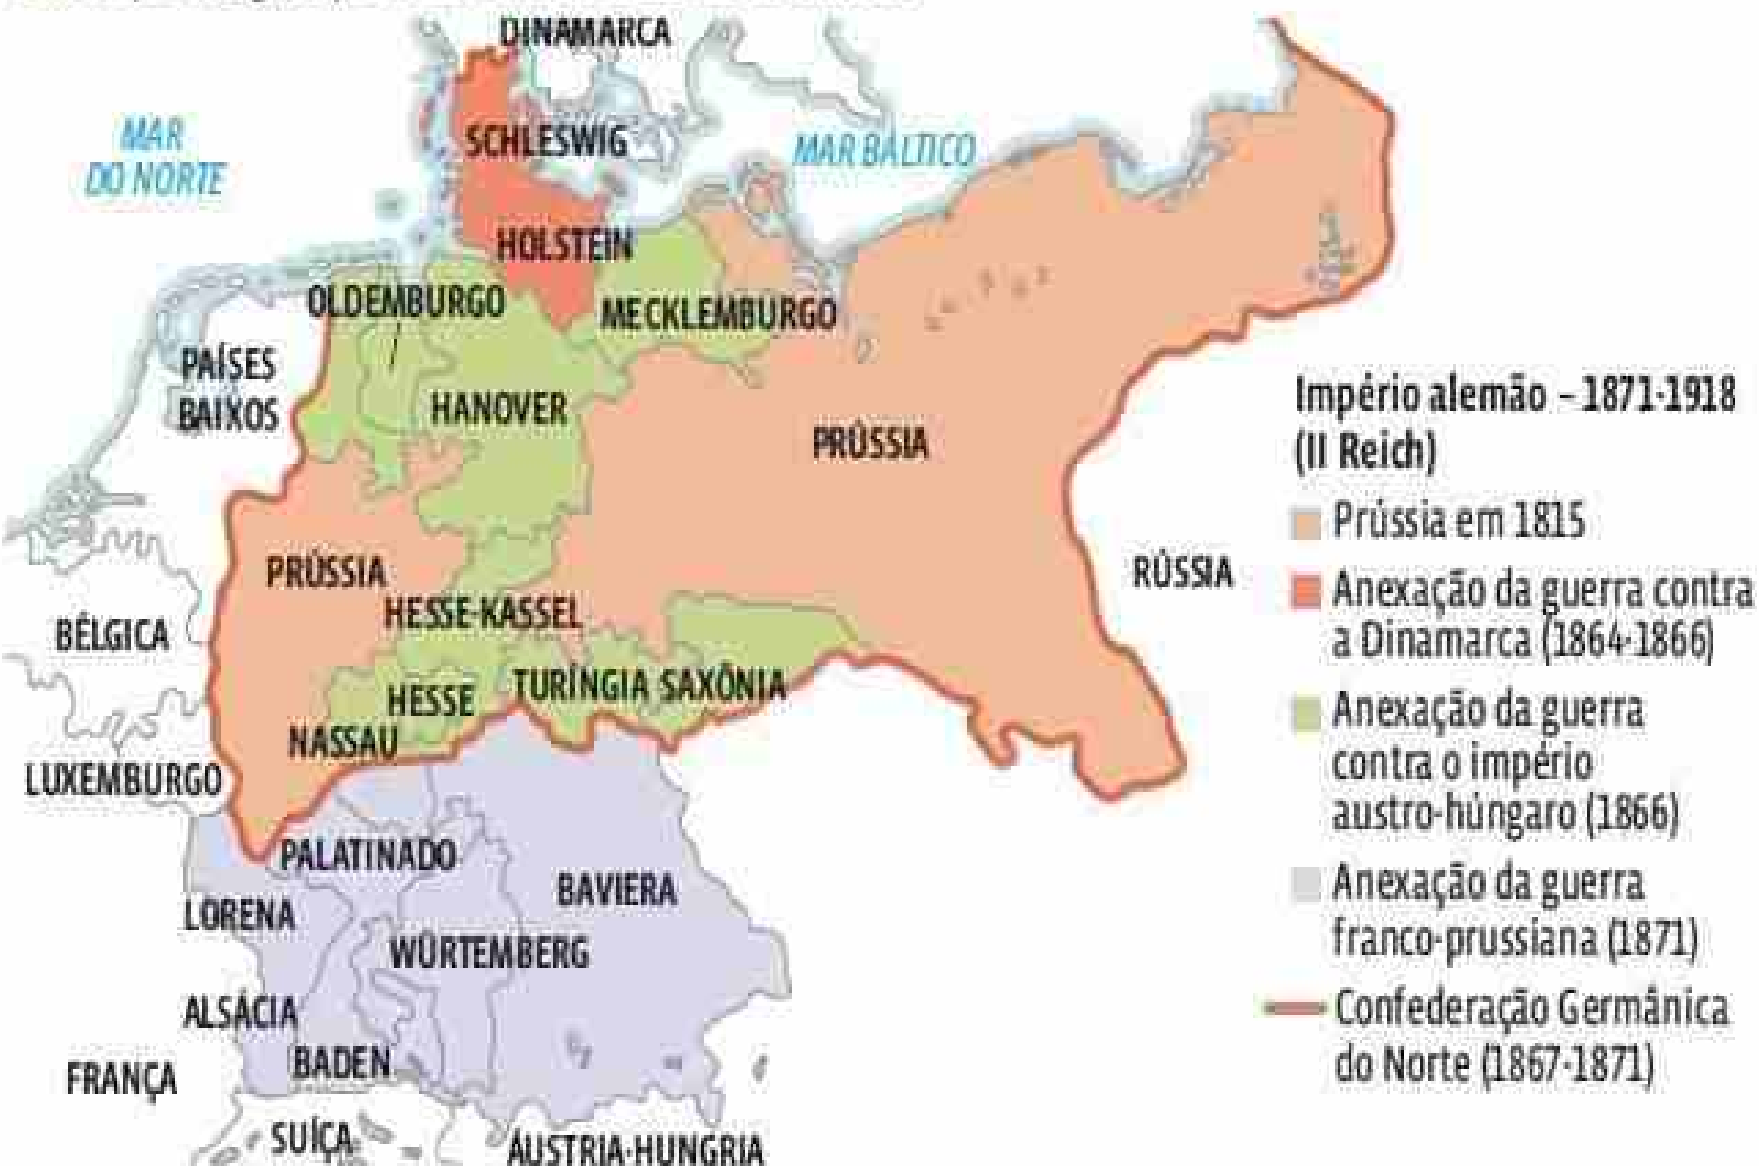 DINAMARCA
MAR
DO NORTE
SCHLESWIG
MAR BÁLTICO
HOLSTEIN
OLDEMBURGO
MECKLEMBURGO
PAÍSES
BAIXOS
HANOVER
PRÚSSIA
PRÚSSIA
RÚSSIA
HESSE-KASSEL
BÉLGICA
HESSE
TURÍNGIA
SAXÔNIA
NASSAU
LUXEMBURGO
PALATINADO
BAVIERA
LORENA
WÜRTEMBERG
ALSÁCIA
BADEN
FRANÇA
SUÍÇA
ÁUSTRIA-HUNGRIA
Império alemão – 1871-1918
(II Reich)
Prússia em 1815
Anexação da guerra contra
a Dinamarca (1864-1866)
Anexação da guerra
contra o império
austro-húngaro (1866)
Anexação da guerra
franco-prussiana (1871)
Confederação Germânica
do Norte (1867-1871)